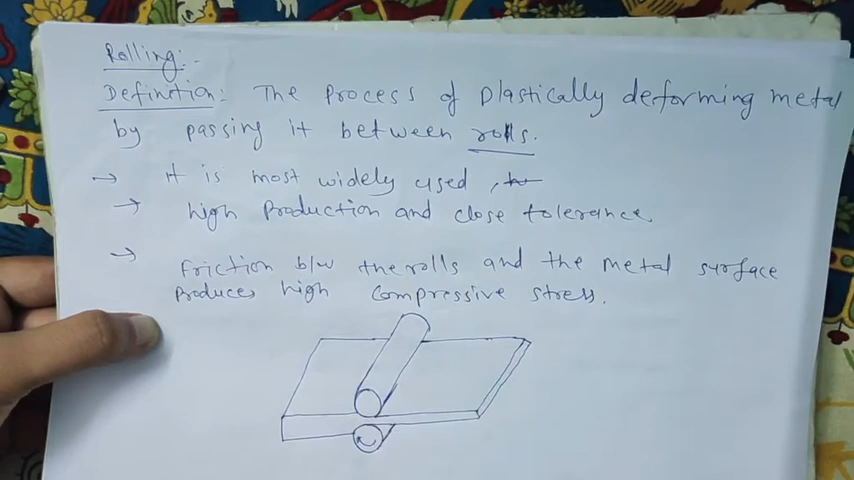 Rolling:-
Definition: The process of plastically deforming metal
by passing it between rolls.
→ it is most widely used,
→ high production and close tolerance.
→ Friction b/w the rolls and the metal surface
produces high compressive stress.